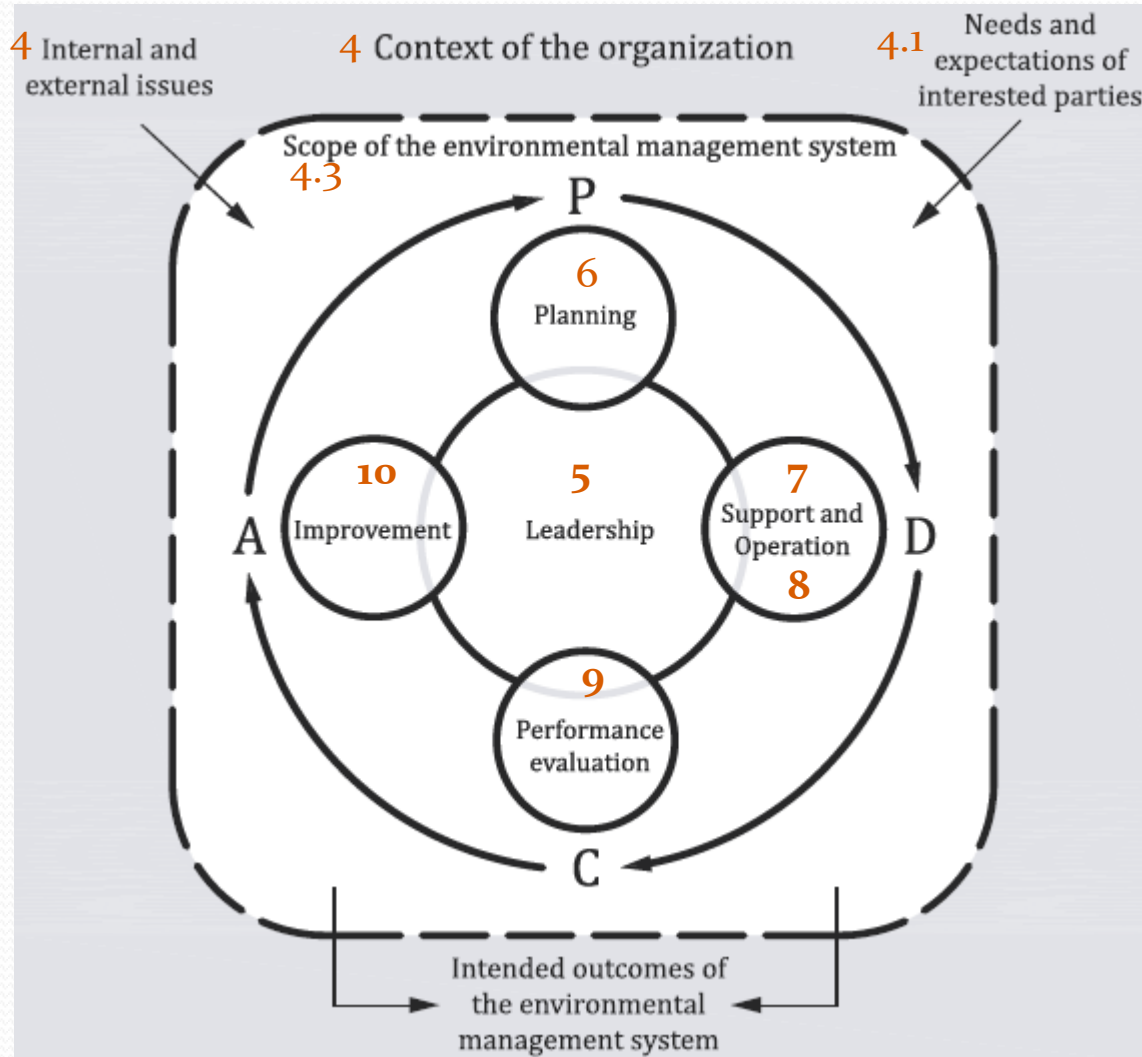 4 Internal and
external issues
4 Context of the organization
4.1 Needs and
expectations of
interested parties
Scope of the environmental management system
4.3
P
6
Planning
10
Improvement
A
5
Leadership
7
Support and
Operation
8
D
9
Performance
evaluation
C
Intended outcomes of
the environmental
management system